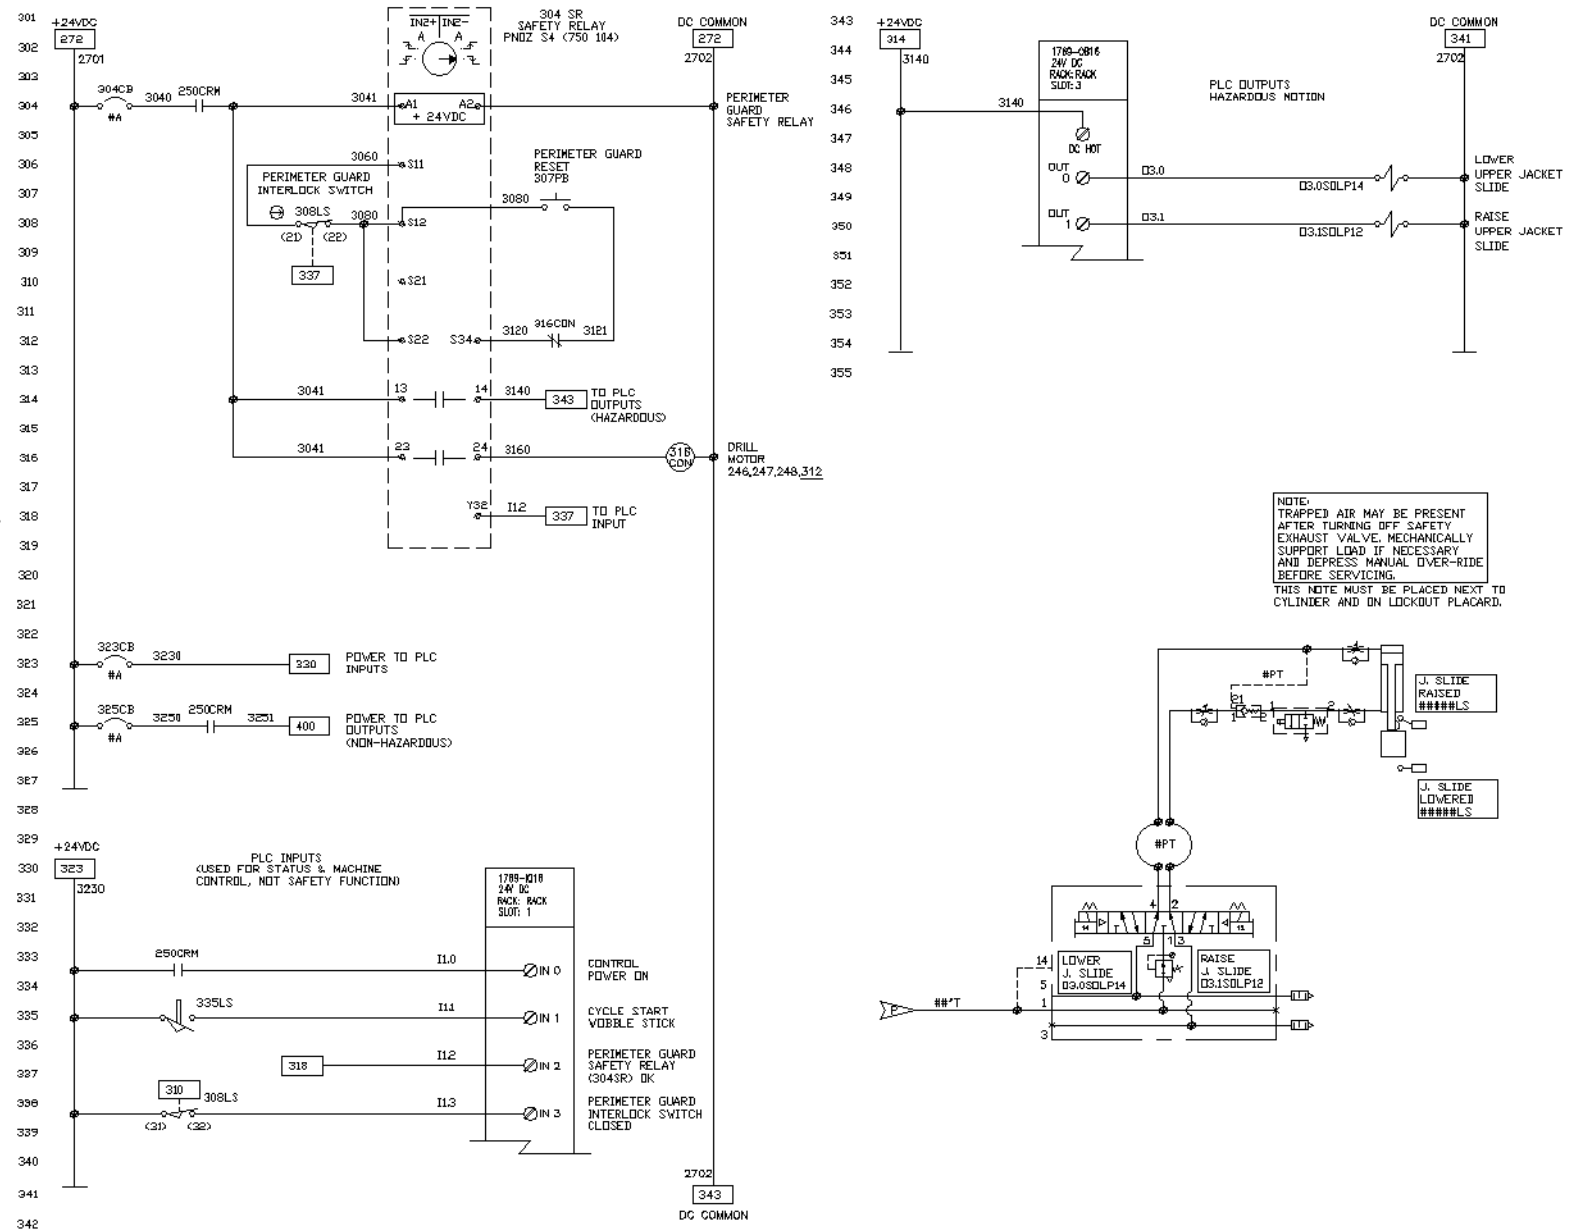 301
+24VDC
272
2701
302
303
304
304CB
#A
3040
250CRM
3041
305
306
3060
PERIMETER GUARD
INTERLOCK SWITCH
307
308
308LS
(21) (22)
3080
309
337
310
311
312
313
314
3041
315
316
3041
317
318
319
320
321
322
323
323CB
#A
3230
330
POWER TO PLC
INPUTS
324
325
325CB
#A
3250
250CRM
3251
400
POWER TO PLC
OUTPUTS
(NON-HAZARDOUS)
326
327
328
IN2+ IN2-
A A
304 SR
SAFETY RELAY
PNOZ S4 (750 104)
A1 A2
+ 24VDC
S11
S12
S21
S22 S34
13 14
23 24
Y32
PERIMETER GUARD
RESET
307PB
3080
3120
316CON
3121
3140
343
TO PLC
OUTPUTS
(HAZARDOUS)
3160
316
CON
DRILL
MOTOR
246,247,248,312
I1.2
337
TO PLC
INPUT
DC COMMON
272
2702
PERIMETER
GUARD
SAFETY RELAY
329
+24VDC
330
323
3230
PLC INPUTS
(USED FOR STATUS & MACHINE
CONTROL, NOT SAFETY FUNCTION)
1769-IQ16
24V DC
RACK: RACK
SLOT: 1
331
332
333
250CRM
I1.0
IN 0
CONTROL
POWER ON
334
335
335LS
I1.1
IN 1
CYCLE START
WOBBLE STICK
336
337
318
I1.2
IN 2
PERIMETER GUARD
SAFETY RELAY
(304SR) OK
338
310
308LS
(31) (32)
I1.3
IN 3
PERIMETER GUARD
INTERLOCK SWITCH
CLOSED
339
340
341
342
2702
343
DC COMMON
343
+24VDC
314
3140
344
345
346
3140
347
348
349
350
351
352
353
354
355
1769-OB16
24V DC
RACK: RACK
SLOT: 3
DC HOT
OUT
0
OUT
1
PLC OUTPUTS
HAZARDOUS MOTION
DC COMMON
341
2702
O3.0
O3.0SOLP14
LOWER
UPPER JACKET
SLIDE
O3.1
O3.1SOLP12
RAISE
UPPER JACKET
SLIDE
NOTE:
TRAPPED AIR MAY BE PRESENT
AFTER TURNING OFF SAFETY
EXHAUST VALVE. MECHANICALLY
SUPPORT LOAD IF NECESSARY
AND DEPRESS MANUAL OVER-RIDE
BEFORE SERVICING.
THIS NOTE MUST BE PLACED NEXT TO
CYLINDER AND ON LOCKOUT PLACARD.
#PT
21
1 2
1 2
J. SLIDE
RAISED
#####LS
J. SLIDE
LOWERED
#####LS
#PT
4 2
14 12
5 1 3
14
LOWER
J. SLIDE
O3.0SOLP14
RAISE
J. SLIDE
O3.1SOLP12
5
1
3
P
##"T